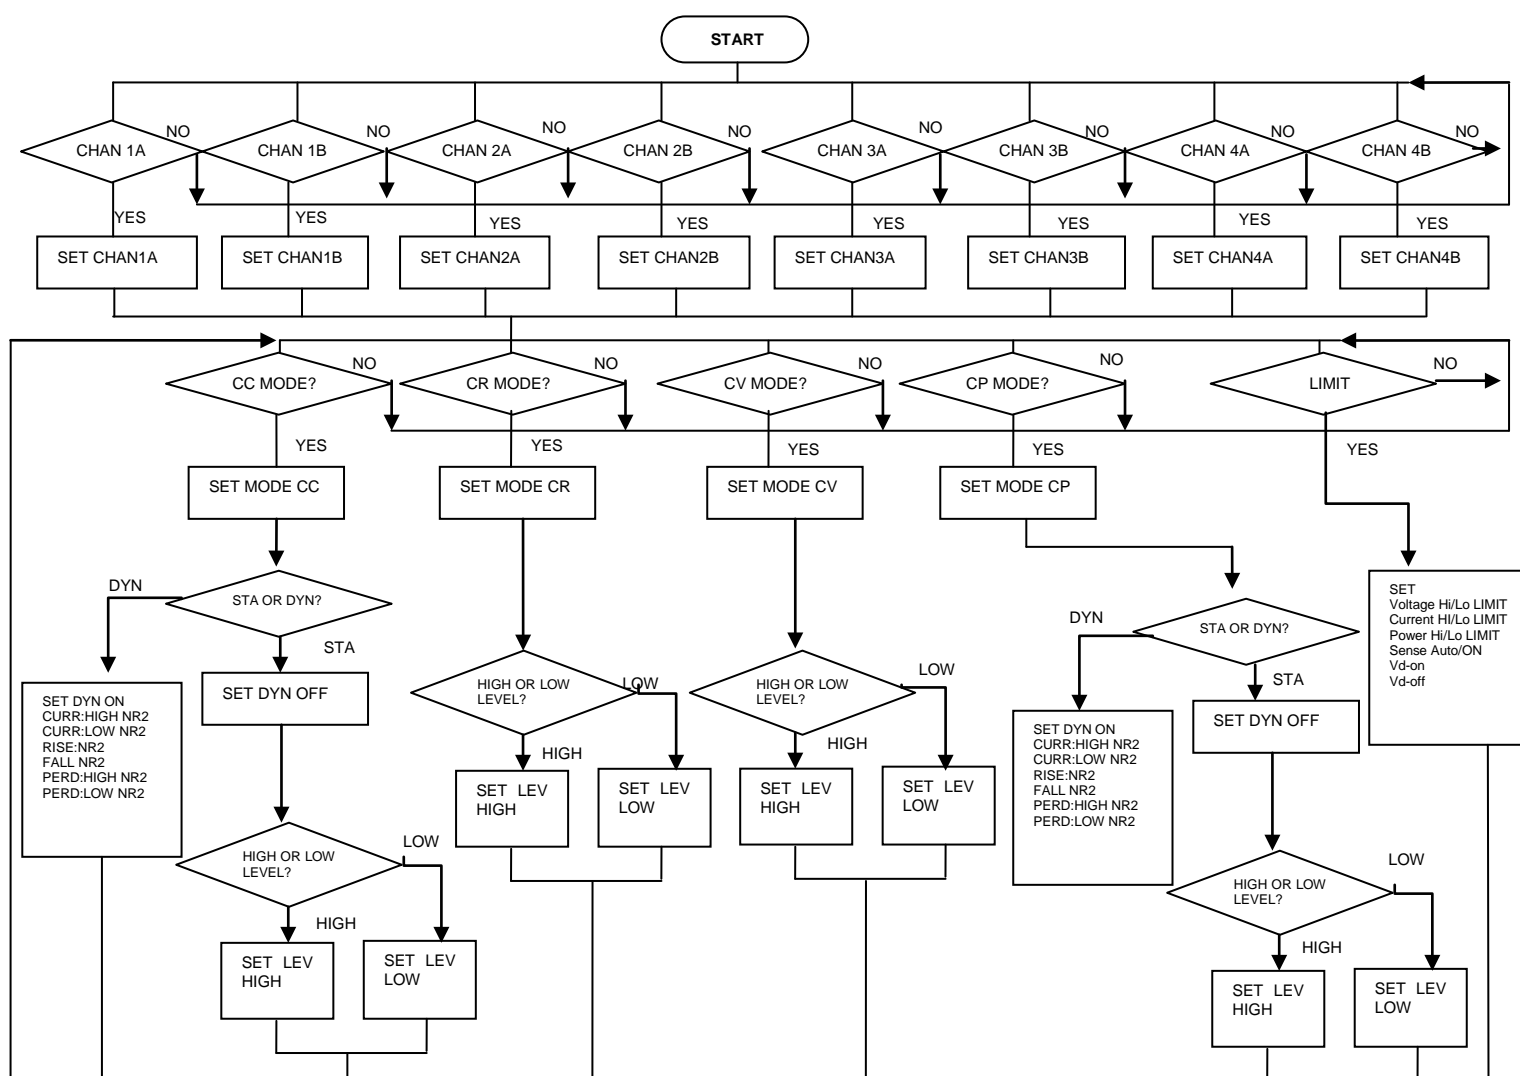 START
NO NO NO NO NO NO NO NO
CHAN 1A CHAN 1B CHAN 2A CHAN 2B CHAN 3A CHAN 3B CHAN 4A CHAN 4B
YES YES YES YES YES YES YES YES
SET CHAN1A SET CHAN1B SET CHAN2A SET CHAN2B SET CHAN3A SET CHAN3B SET CHAN4A SET CHAN4B
NO NO NO NO NO
CC MODE? CR MODE? CV MODE? CP MODE? LIMIT
YES YES YES YES YES
SET MODE CC SET MODE CR SET MODE CV SET MODE CP
DYN
STA OR DYN?
STA
SET DYN ON
CURR:HIGH NR2
CURR:LOW NR2
RISE:NR2
FALL NR2
PERD:HIGH NR2
PERD:LOW NR2
SET DYN OFF
HIGH OR LOW
LEVEL?
LOW
HIGH
SET LEV
HIGH
SET LEV
LOW
HIGH OR LOW
LEVEL?
LOW
HIGH
SET LEV
HIGH
SET LEV
LOW
HIGH OR LOW
LEVEL?
LOW
HIGH
SET LEV
HIGH
SET LEV
LOW
DYN
STA OR DYN?
STA
SET DYN ON
CURR:HIGH NR2
CURR:LOW NR2
RISE:NR2
FALL NR2
PERD:HIGH NR2
PERD:LOW NR2
SET DYN OFF
HIGH OR LOW
LEVEL?
LOW
HIGH
SET LEV
HIGH
SET LEV
LOW
SET
Voltage Hi/Lo LIMIT
Current HI/Lo LIMIT
Power Hi/Lo LIMIT
Sense Auto/ON
Vd-on
Vd-off